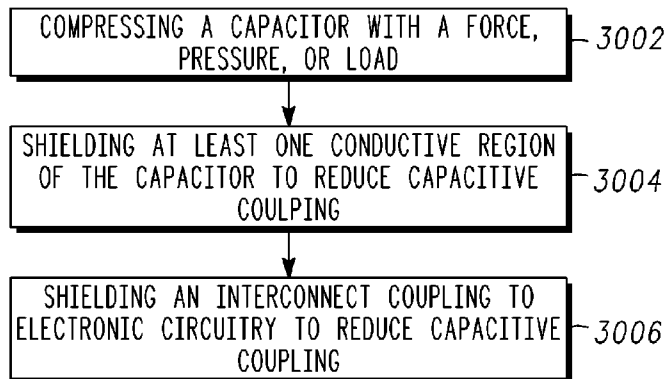 COMPRESSING A CAPACITOR WITH A FORCE,
PRESSURE, OR LOAD
3002
SHIELDING AT LEAST ONE CONDUCTIVE REGION
OF THE CAPACITOR TO REDUCE CAPACITIVE
COULPING
3004
SHIELDING AN INTERCONNECT COUPLING TO
ELECTRONIC CIRCUITRY TO REDUCE CAPACITIVE
COUPLING
3006